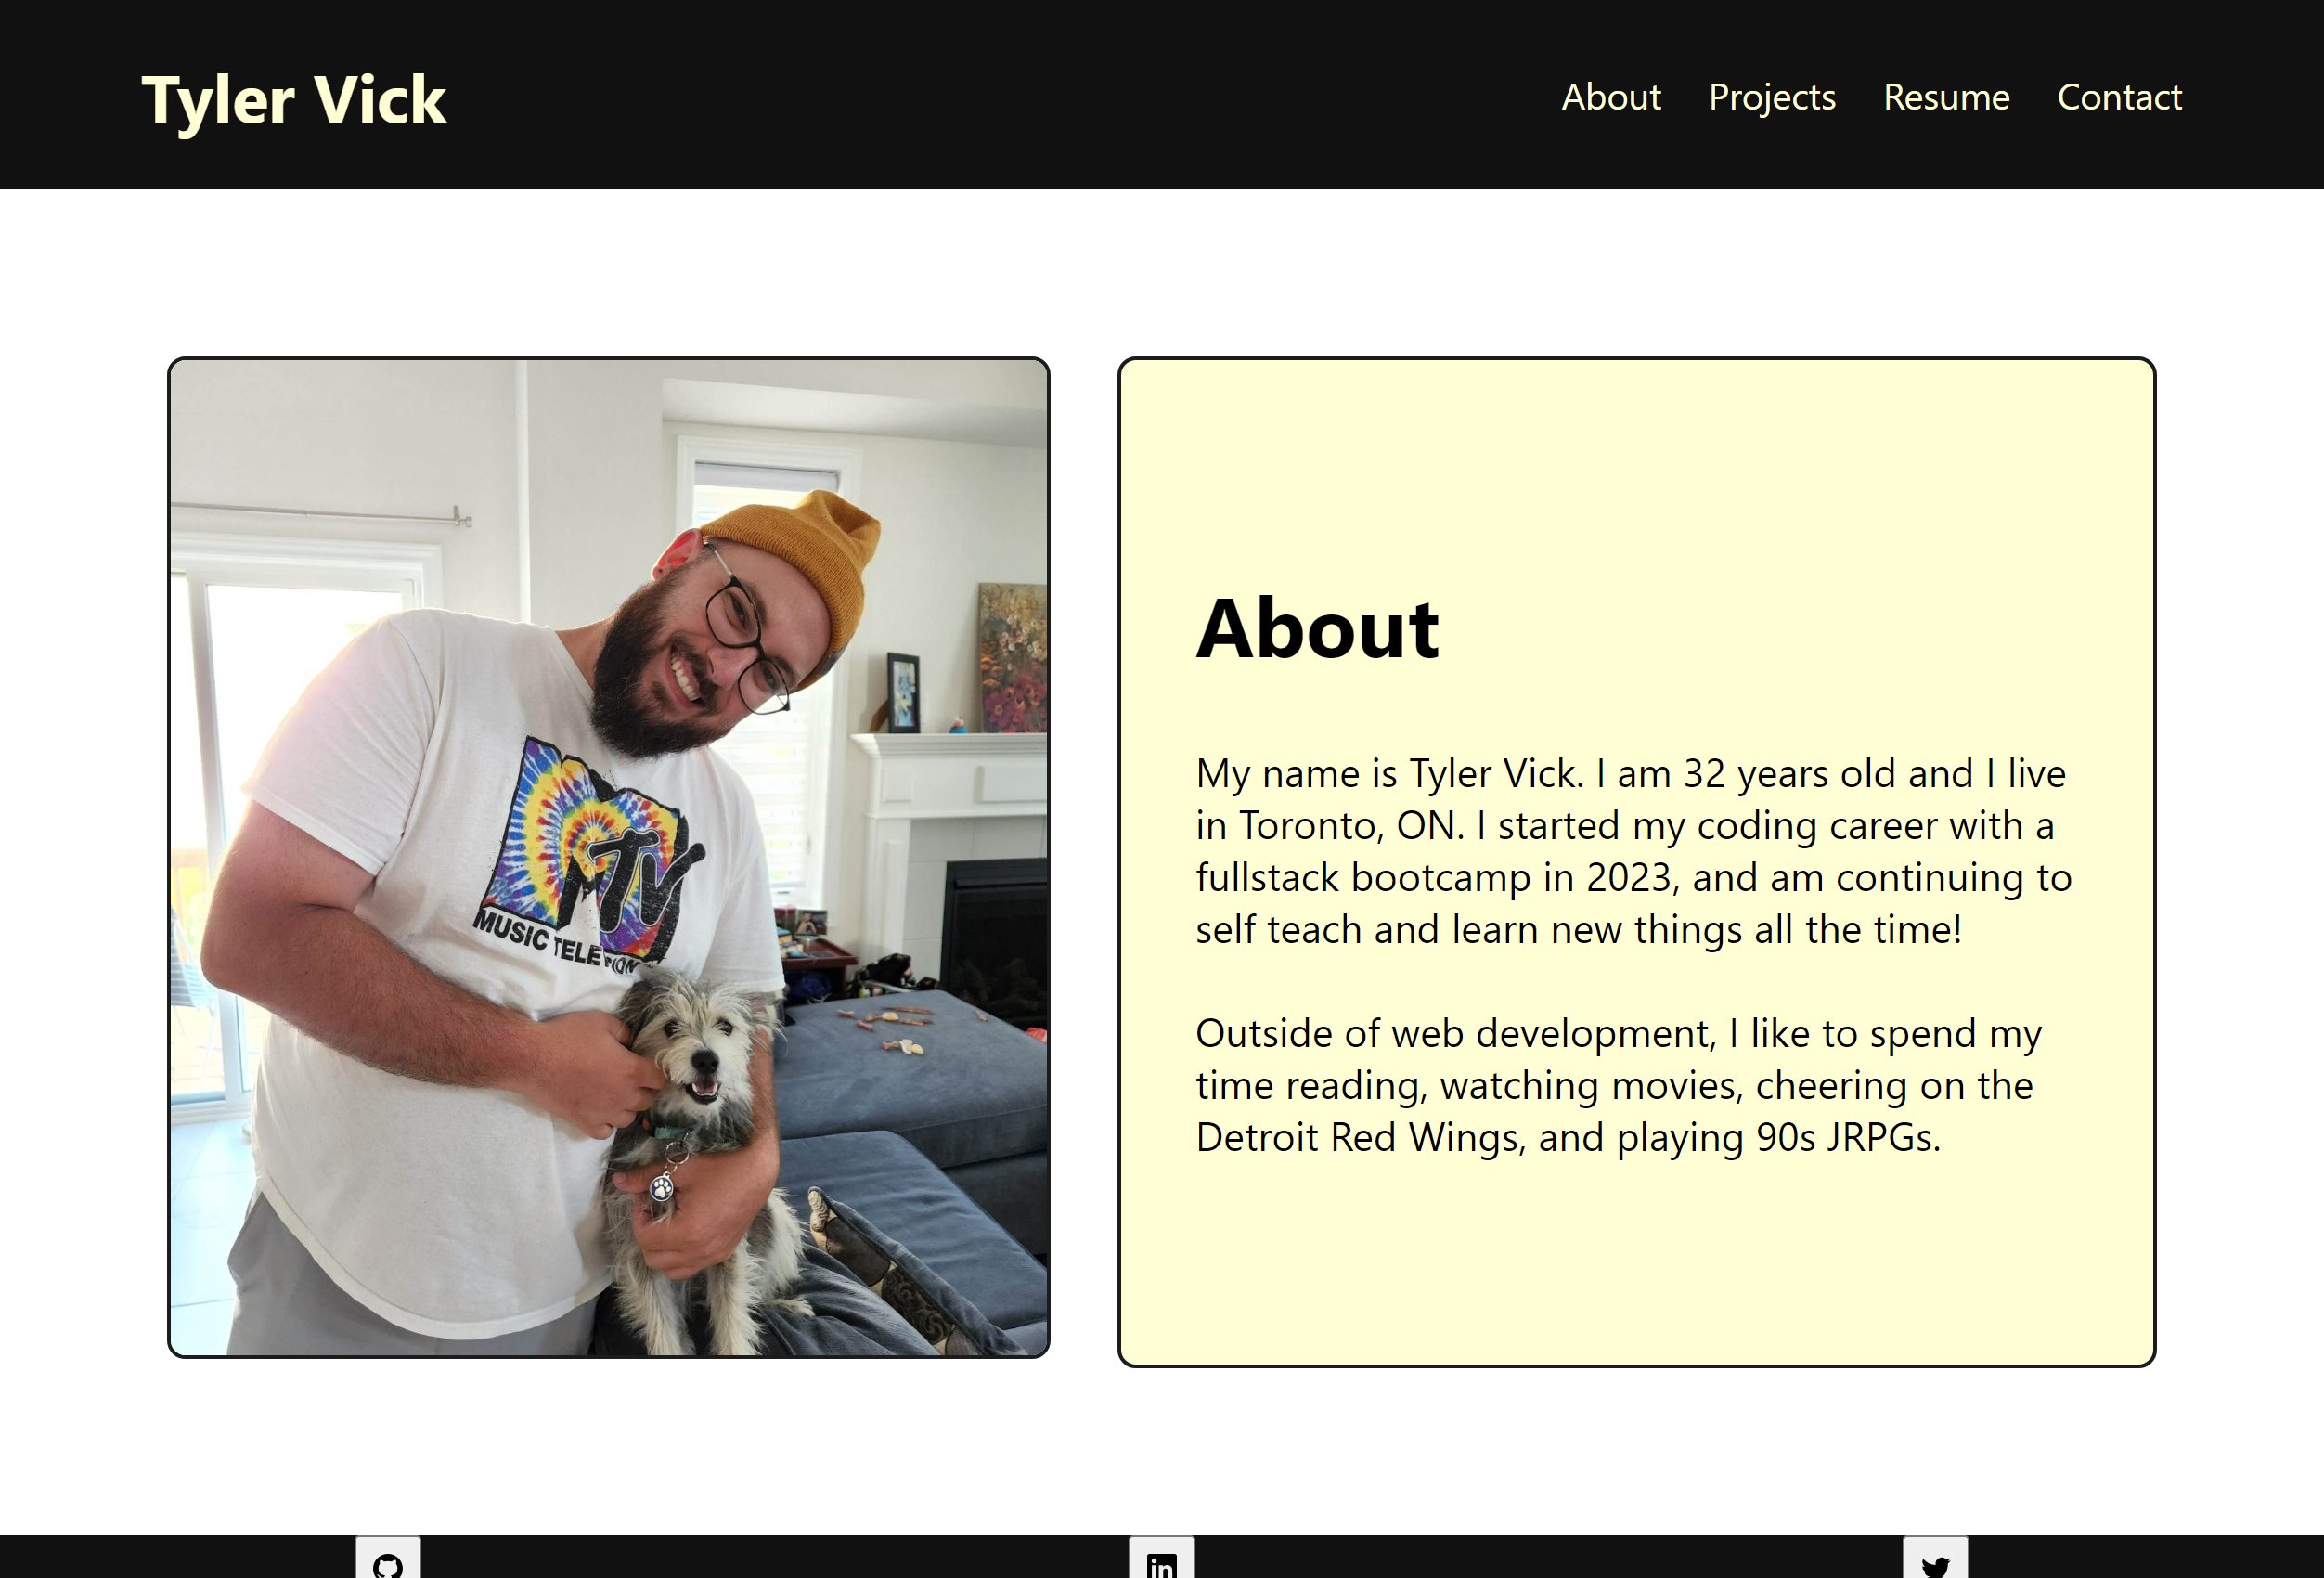 Tyler Vick
About Projects Resume Contact
MTV
MUSIC TELE
About
My name is Tyler Vick. I am 32 years old and I live
in Toronto, ON. I started my coding career with a
fullstack bootcamp in 2023, and am continuing to
self teach and learn new things all the time!
Outside of web development, I like to spend my
time reading, watching movies, cheering on the
Detroit Red Wings, and playing 90s JRPGs.
in